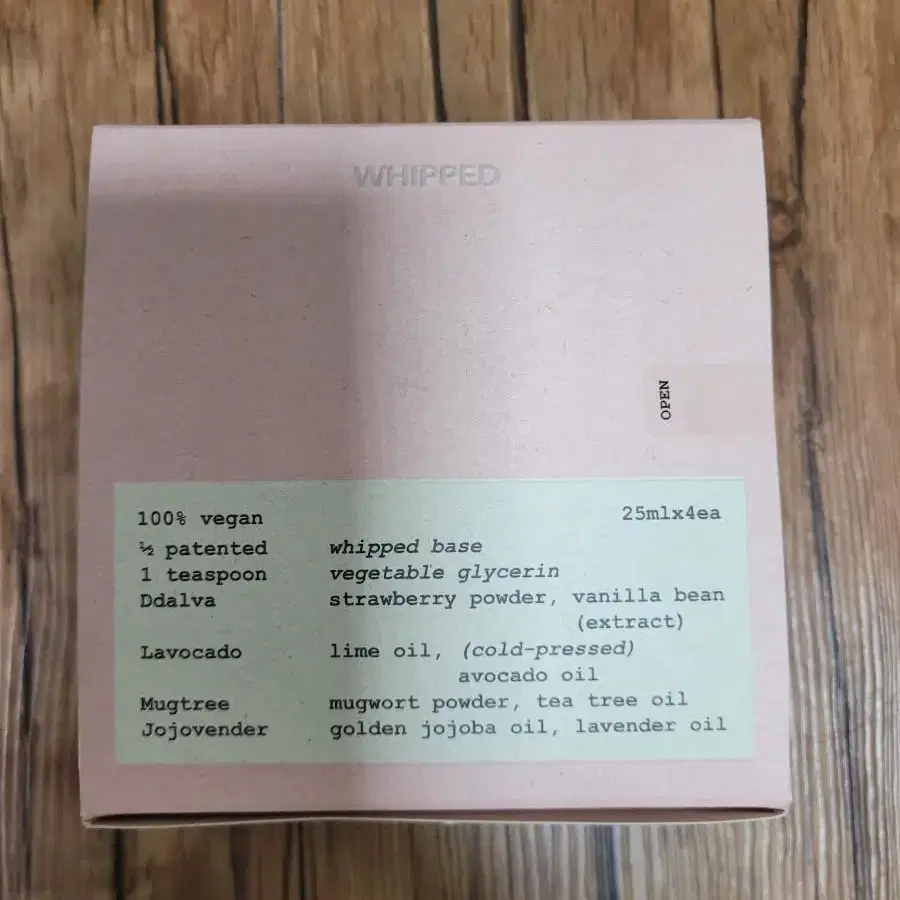 WHIPPED
OPEN
100% vegan 25mlx4ea
½ patented whipped base
1 teaspoon vegetable glycerin
Ddalva strawberry powder, vanilla bean
(extract)
Lavocado lime oil, (cold-pressed)
avocado oil
Mugtree mugwort powder, tea tree oil
Jojovender golden jojoba oil, lavender oil